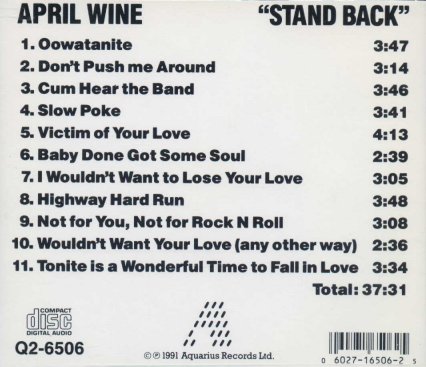 APRIL WINE "STAND BACK"
1. Oowatanite 3:47
2. Don't Push me Around 3:14
3. Cum Hear the Band 3:46
4. Slow Poke 3:41
5. Victim of Your Love 4:13
6. Baby Done Got Some Soul 2:39
7. I Wouldn't Want to Lose Your Love 3:05
8. Highway Hard Run 3:48
9. Not for You, Not for Rock N Roll 3:08
10. Wouldn't Want Your Love (any other way) 2:36
11. Tonite is a Wonderful Time to Fall in Love 3:34
Total: 37:31
COMPACT
disc
DIGITAL AUDIO
Q2-6506
© ℗ 1991 Aquarius Records Ltd.
0 06027-16506-2 5